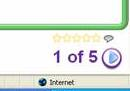 1 of 5
Internet